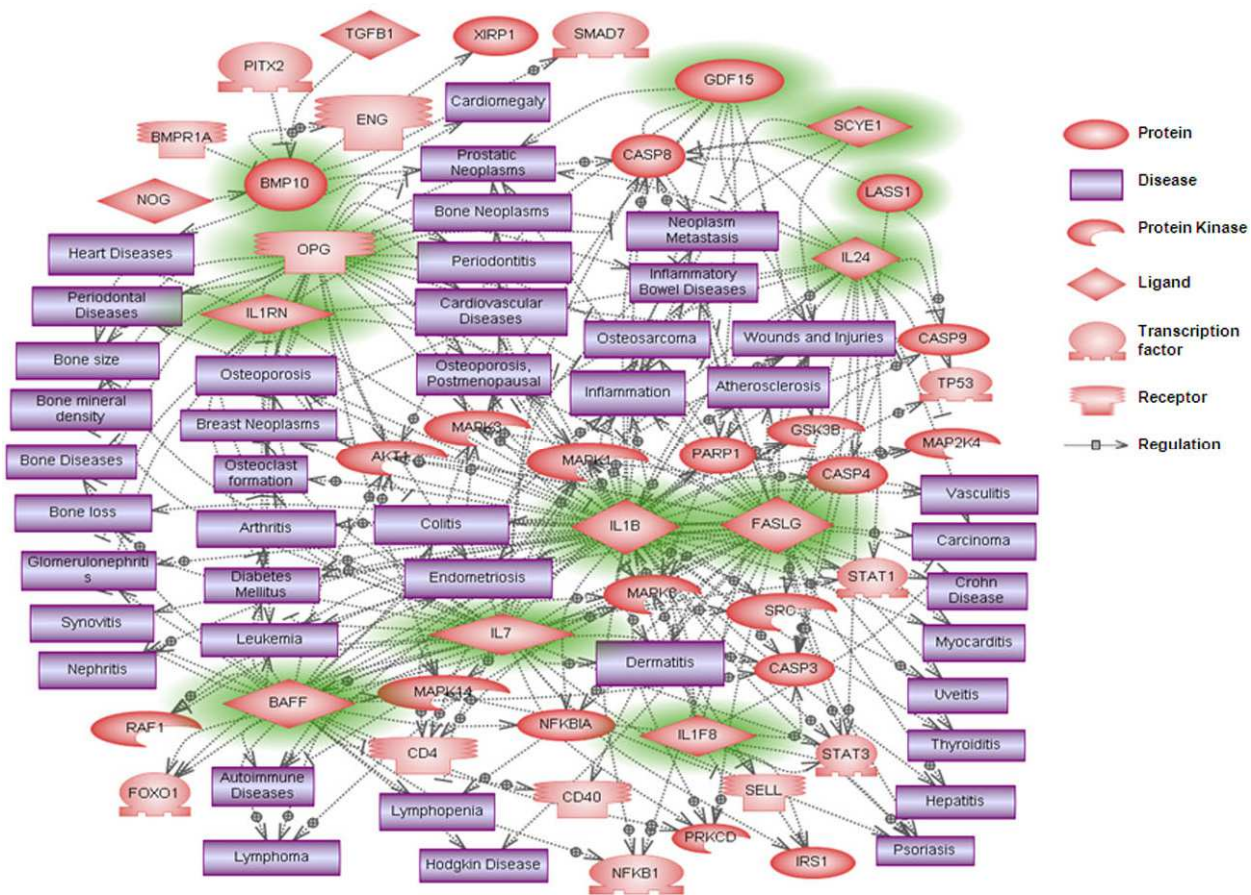 TGFB1
XIRP1
SMAD7
PITX2
GDF15
Cardiomegaly
ENG
SCYE1
BMPR1A
CASP8
Prostatic
Neoplasms
BMP10
NOG
LASS1
Bone Neoplasms
Neoplasm
Metastasis
Heart Diseases
OPG
Periodontitis
IL24
Inflammatory
Bowel Diseases
Periodontal
Diseases
IL1RN
Cardiovascular
Diseases
Osteosarcoma
Wounds and Injuries
CASP9
Bone size
Osteoporosis
Osteoporosis,
Postmenopausal
Inflammation
Atherosclerosis
TP53
Bone mineral
density
Breast Neoplasms
MAPK3
GSK3B
MAP2K4
Bone Diseases
Osteoclast
formation
AKT1
MAPK1
PARP1
CASP4
Vasculitis
Bone loss
Arthritis
Colitis
IL1B
FASLG
Carcinoma
Glomerulonephriti
s
Diabetes
Mellitus
Endometriosis
MAPK8
STAT1
Crohn
Disease
Synovitis
Leukemia
IL7
SRC
Myocarditis
Nephritis
Dermatitis
CASP3
Uveitis
BAFF
MAPK14
RAF1
NFKBIA
IL1F8
Thyroiditis
CD4
STAT3
FOXO1
Autoimmune
Diseases
Lymphopenia
CD40
SELL
Hepatitis
PRKCD
Psoriasis
Lymphoma
Hodgkin Disease
NFKB1
IRS1
Protein
Disease
Protein Kinase
Ligand
Transcription
factor
Receptor
Regulation